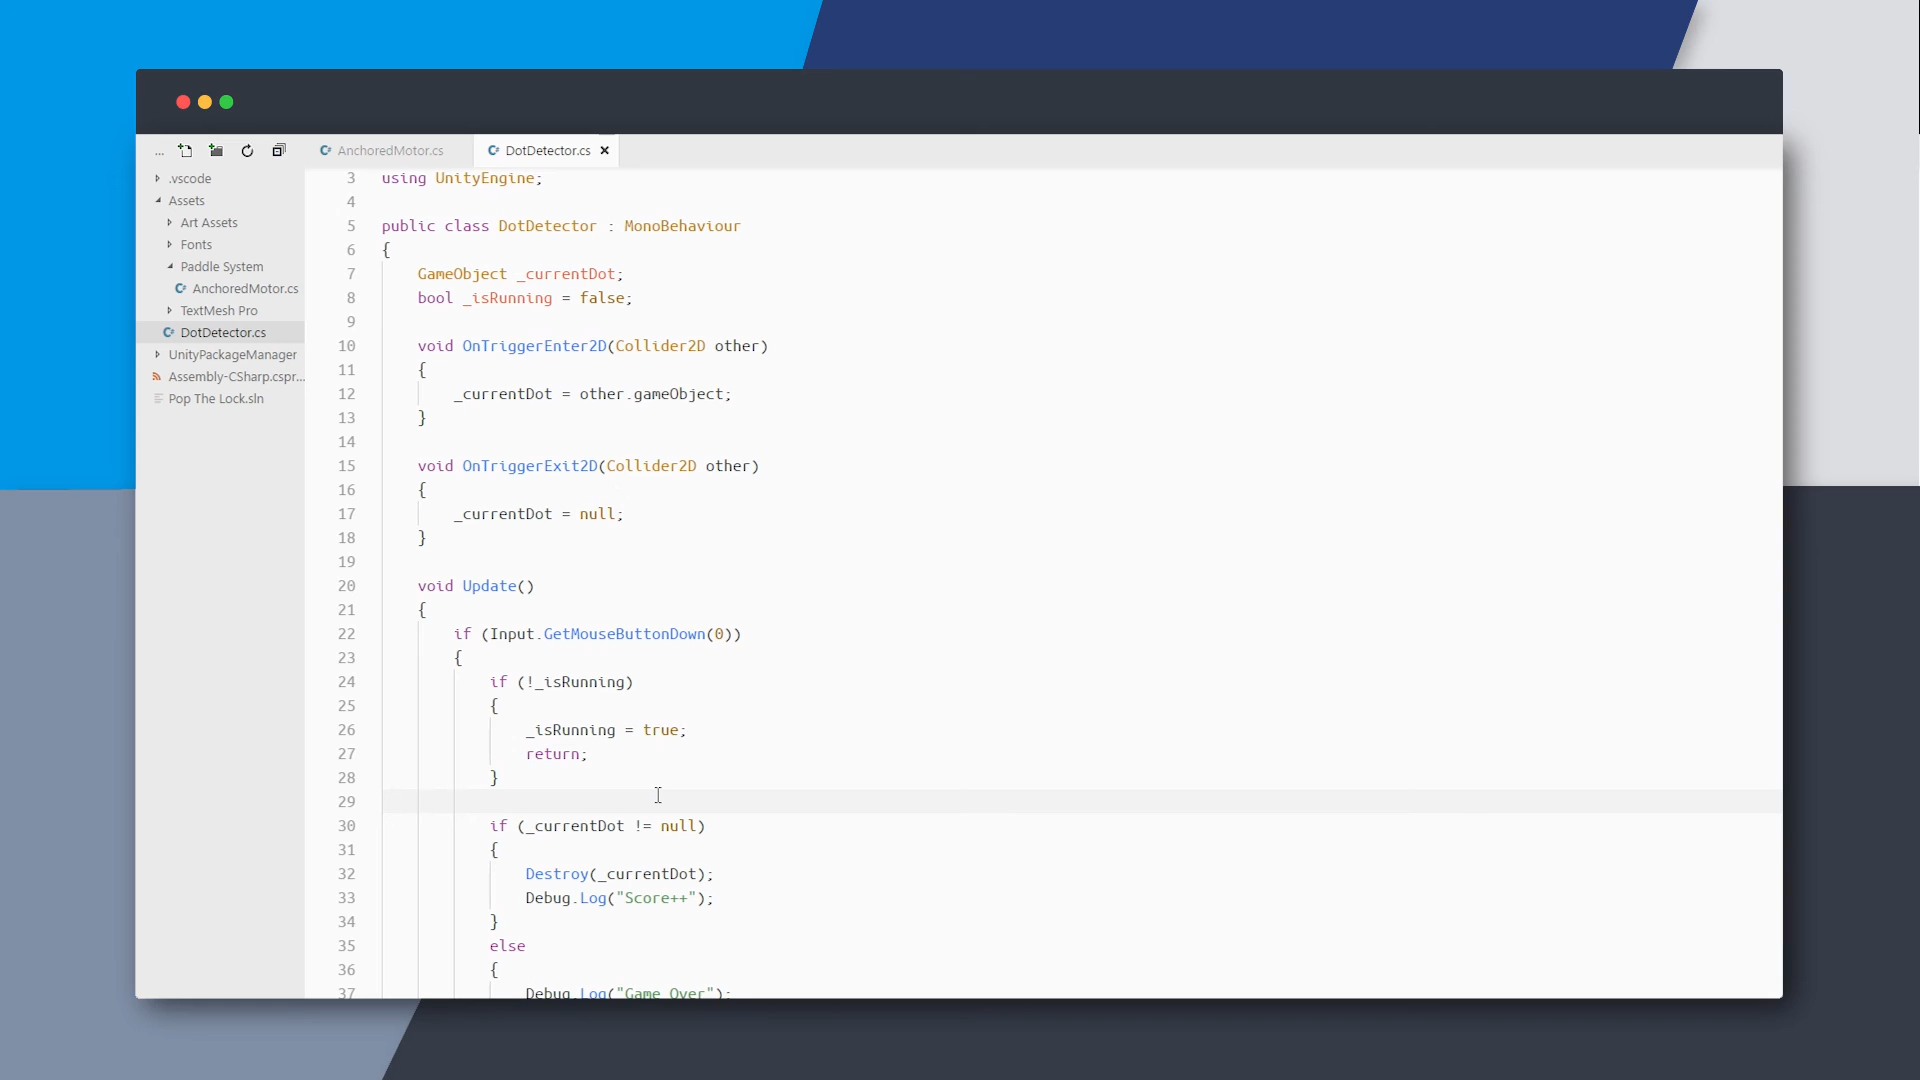 ... AnchoredMotor.cs DotDetector.cs
.vscode
Assets
Art Assets
Fonts
Paddle System
AnchoredMotor.cs
TextMesh Pro
DotDetector.cs
UnityPackageManager
Assembly-CSharp.cspr...
Pop The Lock.sln
3 using UnityEngine;
4
5 public class DotDetector : MonoBehaviour
6 {
7     GameObject _currentDot;
8     bool _isRunning = false;
9
10     void OnTriggerEnter2D(Collider2D other)
11     {
12         _currentDot = other.gameObject;
13     }
14
15     void OnTriggerExit2D(Collider2D other)
16     {
17         _currentDot = null;
18     }
19
20     void Update()
21     {
22         if (Input.GetMouseButtonDown(0))
23         {
24             if (!_isRunning)
25             {
26                 _isRunning = true;
27                 return;
28             }
29
30             if (_currentDot != null)
31             {
32                 Destroy(_currentDot);
33                 Debug.Log("Score++");
34             }
35             else
36             {
37                 Debug.Log("Game Over");